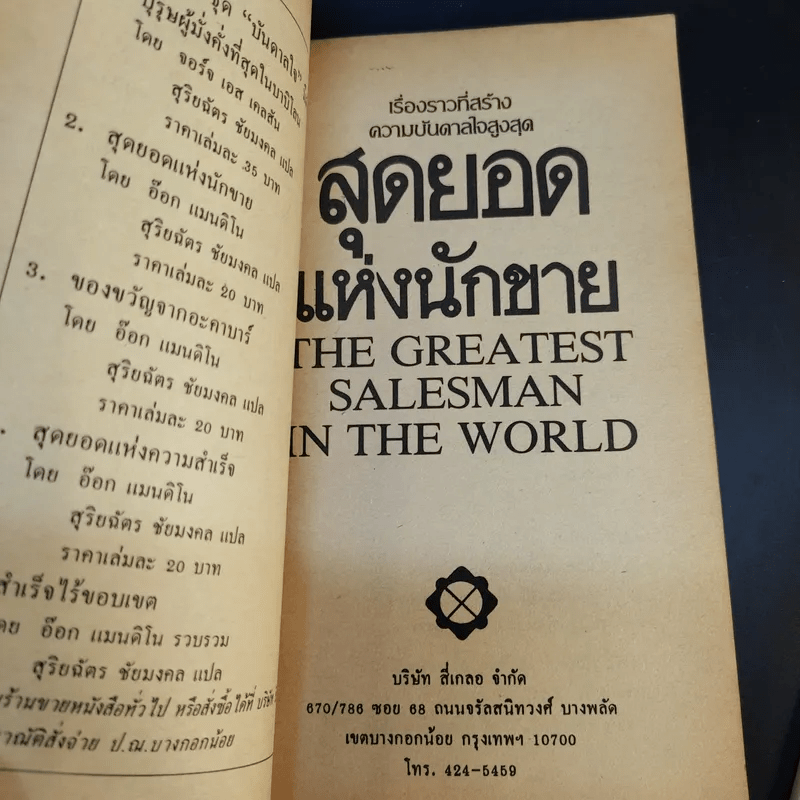 ชุด "บันดาลใจ"
บุรุษผู้มั่งคั่งที่สุดในบาบิโลน
โดย จอร์จ เอส เคลสัน
สุริยฉัตร ชัยมงคล แปล
ราคาเล่มละ 35 บาท
2. สุดยอดแห่งนักขาย
โดย อ๊อก แมนดิโน
สุริยฉัตร ชัยมงคล แปล
ราคาเล่มละ 20 บาท
3. ของขวัญจากอะคาบาร์
โดย อ๊อก แมนดิโน
สุริยฉัตร ชัยมงคล แปล
ราคาเล่มละ 20 บาท
สุดยอดแห่งความสำเร็จ
โดย อ๊อก แมนดิโน
สุริยฉัตร ชัยมงคล แปล
ราคาเล่มละ 20 บาท
สำเร็จไร้ขอบเขต
โดย อ๊อก แมนดิโน รวบรวม
สุริยฉัตร ชัยมงคล แปล
ร้านขายหนังสือทั่วไป หรือสั่งซื้อได้ที่ บริษัท
ณัติสั่งจ่าย ป.ณ.บางกอกน้อย
เรื่องราวที่สร้าง
ความบันดาลใจสูงสุด
สุดยอด
แห่งนักขาย
THE GREATEST
SALESMAN
IN THE WORLD
บริษัท สี่เกลอ จำกัด
670/786 ซอย 68 ถนนจรัลสนิทวงศ์ บางพลัด
เขตบางกอกน้อย กรุงเทพฯ 10700
โทร. 424-5459